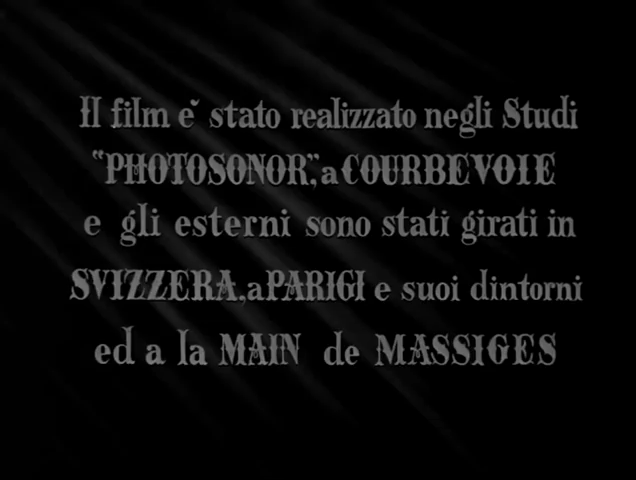 Il film e˘ stato realizzato negli Studi
"PHOTOSONOR", a COURBEVOIE
e gli esterni sono stati girati in
SVIZZERA, a PARIGI e suoi dintorni
ed a la MAIN de MASSIGES